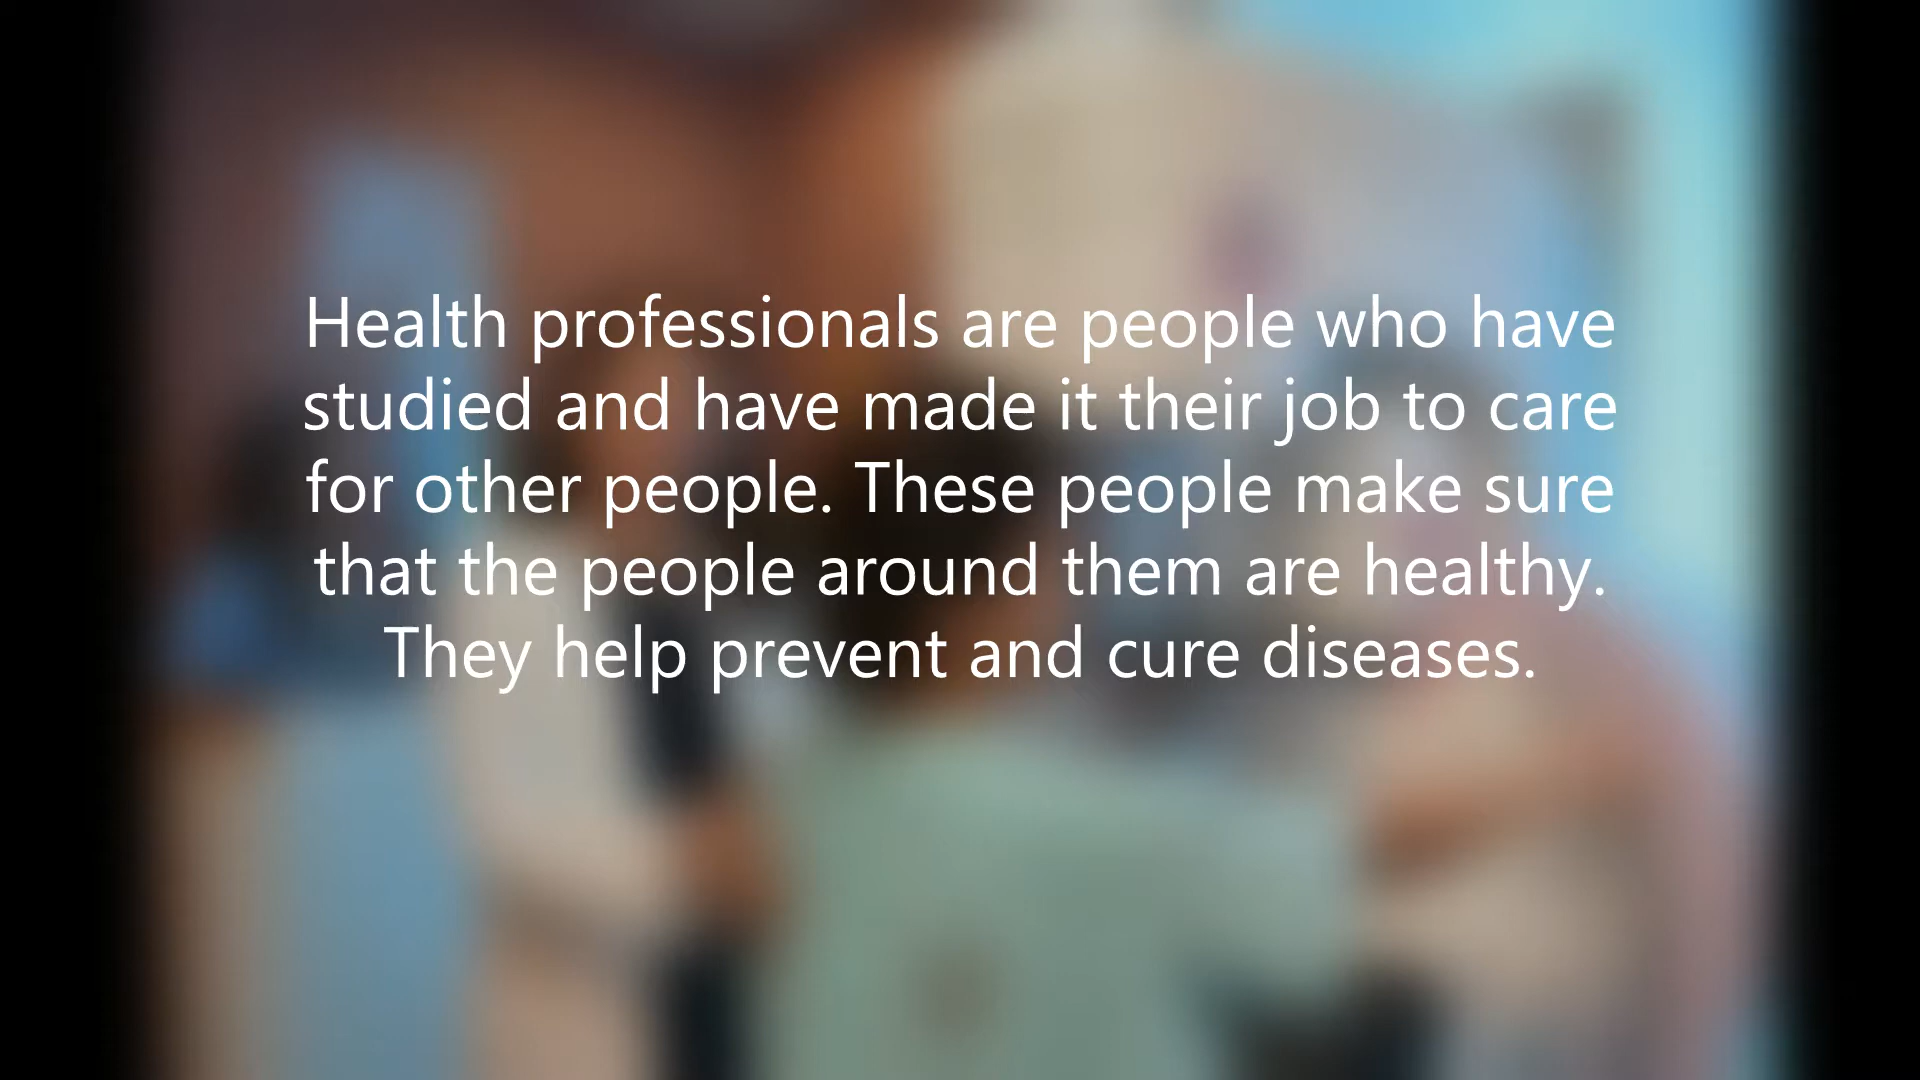 Health professionals are people who have
studied and have made it their job to care
for other people. These people make sure
that the people around them are healthy.
They help prevent and cure diseases.